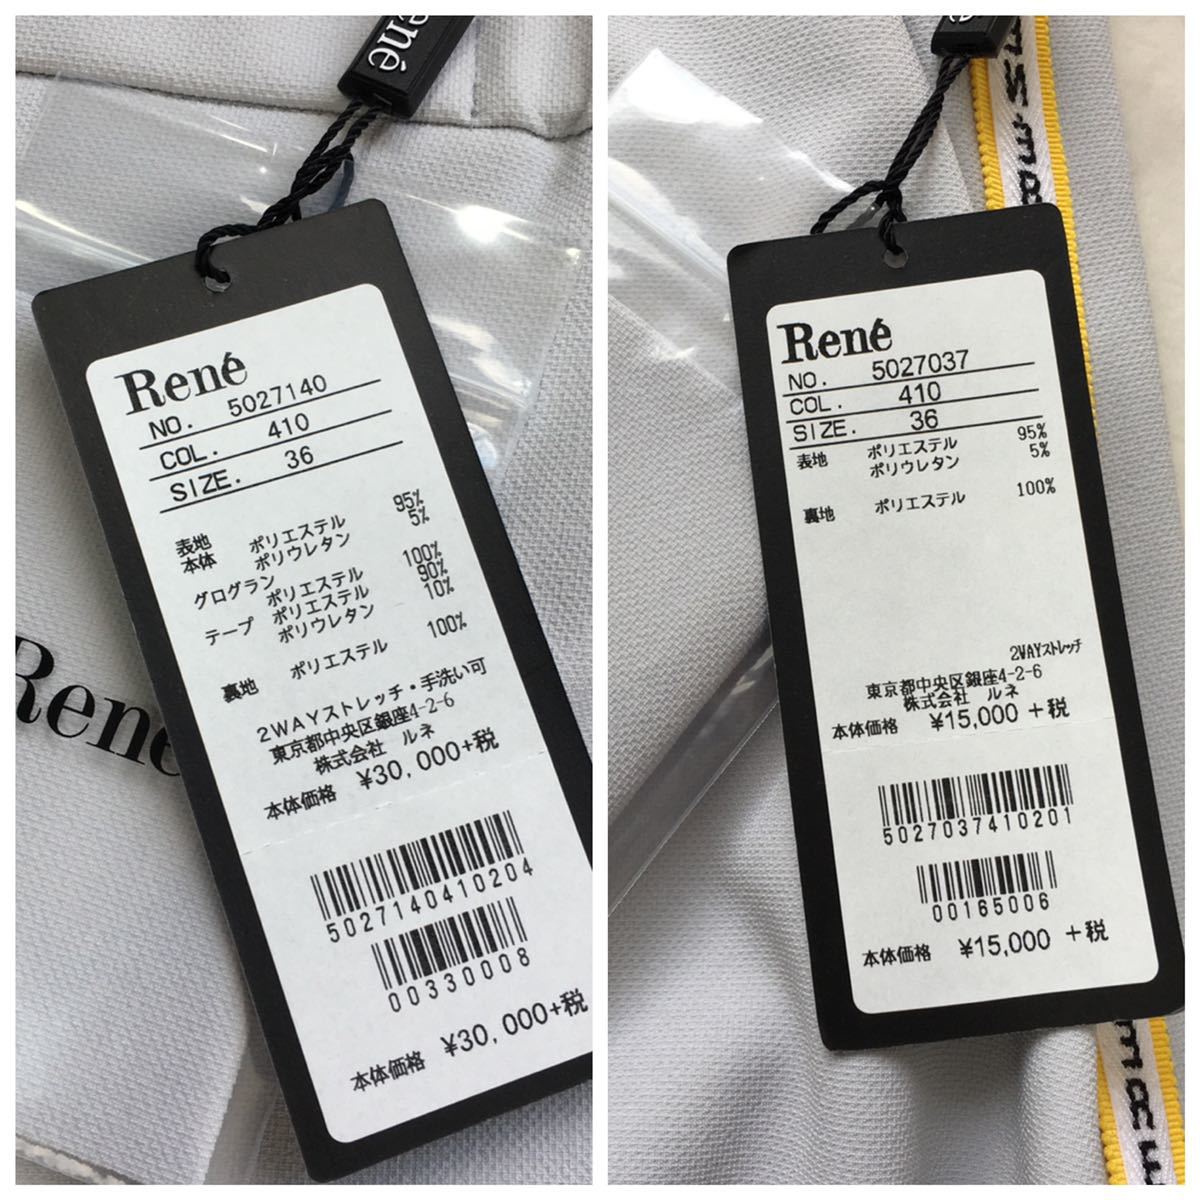 ené
René
NO. 5027140
COL. 410
SIZE. 36
表地 ポリエステル 95%
本体 ポリウレタン 5%
グログラン
ポリエステル 100%
テープ ポリエステル 90%
ポリウレタン 10%
裏地 ポリエステル 100%
2WAYストレッチ・手洗い可
東京都中央区銀座4-2-6
株式会社 ルネ
本体価格 ¥30,000+税
5027140410204
00330008
本体価格 ¥30,000+税
René
né
René
NO. 5027037
COL. 410
SIZE. 36
表地 ポリエステル 95%
ポリウレタン 5%
裏地 ポリエステル 100%
2WAYストレッチ
東京都中央区銀座4-2-6
株式会社 ルネ
本体価格 ¥15,000 +税
5027037410201
00165006
本体価格 ¥15,000 +税